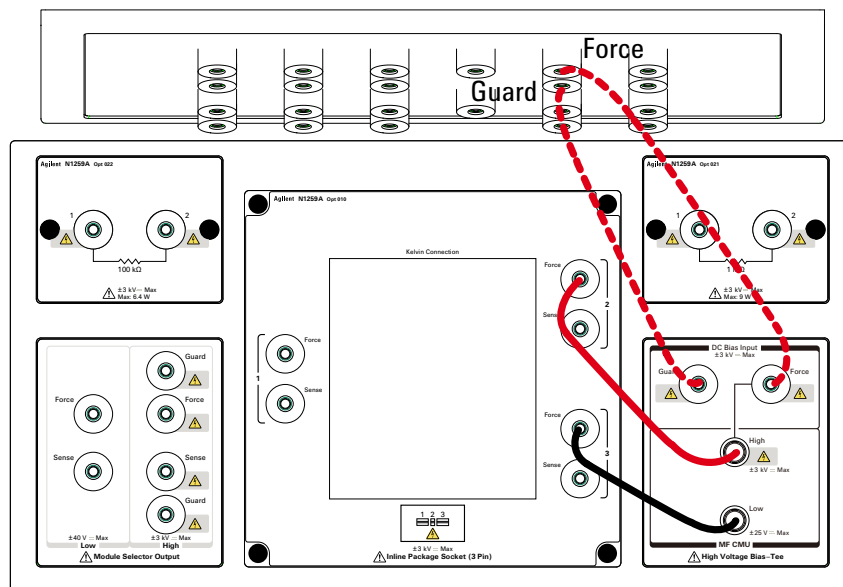 Force
Guard
Agilent N1259A Opt 022
1
2
100 kΩ
±3 kV⎓ Max
Max: 6.4 W
Agilent N1259A Opt 021
1
2
±3 kV⎓ Max
Max: 9 W
Agilent N1259A Opt 010
Kelvin Connection
Force
2
Force
1
Sense
Force
3
Sense
1 2 3
±3 kV⎓ Max
Inline Package Socket (3 Pin)
Guard
Force
Force
Sense
Sense
Guard
±40 V ⎓ Max
±3 kV⎓ Max
Low
High
Module Selector Output
DC Bias Input
±3 kV⎓ Max
Force
High
±3 kV⎓ Max
Low
±25 V⎓ Max
MF CMU
High Voltage Bias–Tee